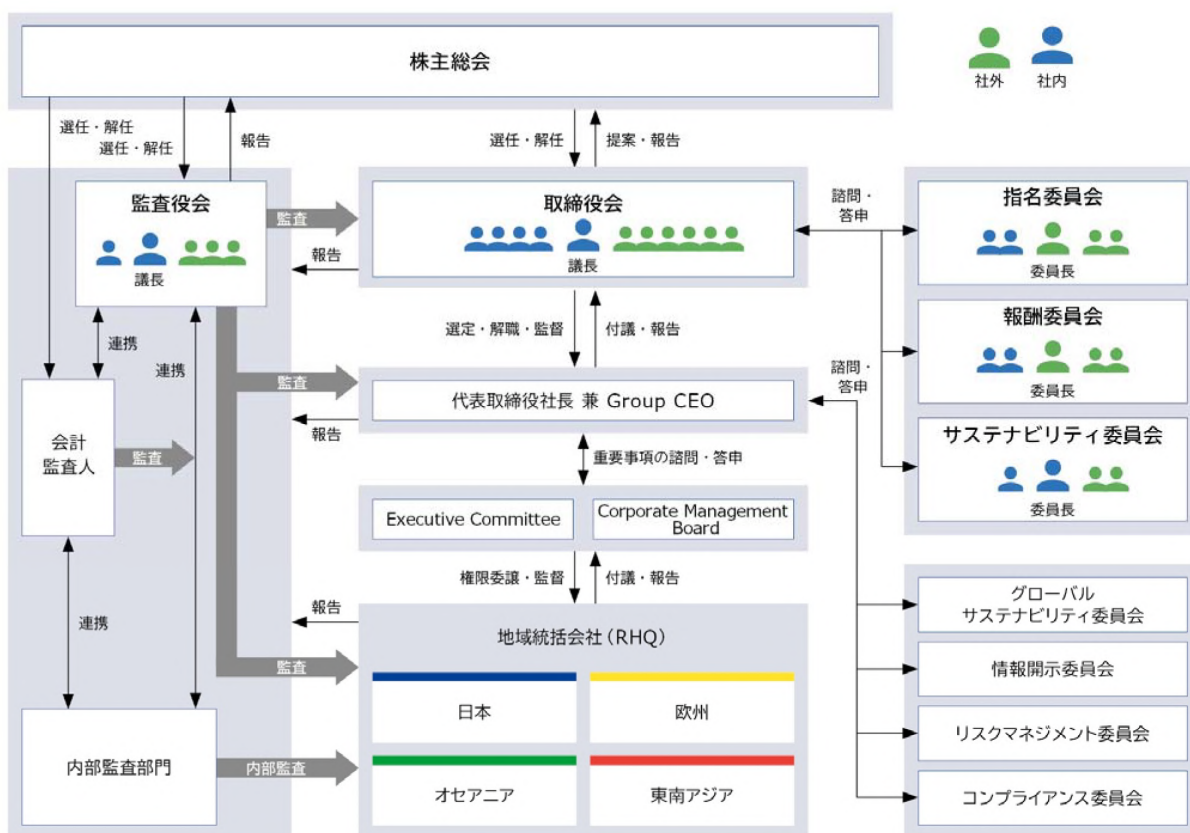 株主総会
社外
社内
選任・解任
選任・解任
報告
選任・解任
提案・報告
監査役会
議長
監査
報告
取締役会
議長
諮問・
答申
指名委員会
委員長
報酬委員会
委員長
サステナビリティ委員会
委員長
選定・解職・監督
付議・報告
連携
連携
監査
報告
代表取締役社長 兼 Group CEO
諮問・
答申
会計
監査人
監査
重要事項の諮問・答申
Executive Committee
Corporate Management
Board
権限委譲・監督
付議・報告
連携
報告
監査
地域統括会社（RHQ）
日本
欧州
オセアニア
東南アジア
内部監査部門
内部監査
グローバル
サステナビリティ委員会
情報開示委員会
リスクマネジメント委員会
コンプライアンス委員会